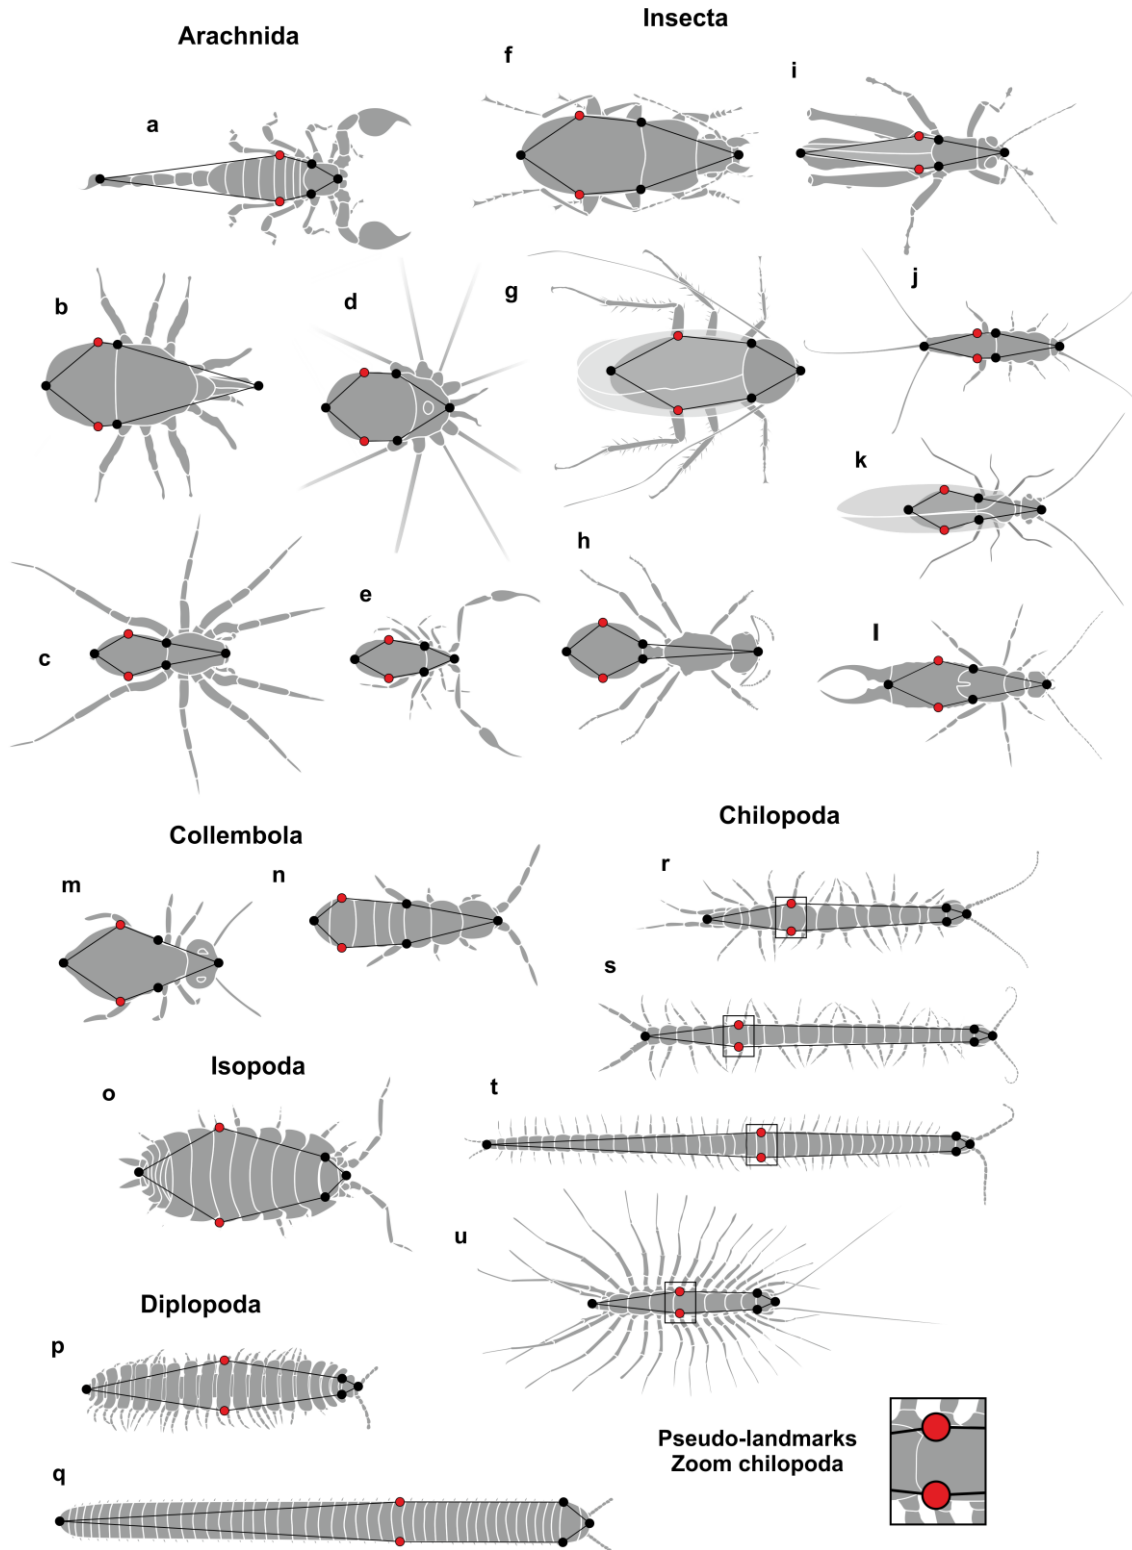 Arachnida
Insecta
a
b
c
d
e
f
g
h
i
j
k
l
Collembola
m
n
Isopoda
o
Diplopoda
p
q
Chilopoda
r
s
t
u
Pseudo-landmarks
Zoom chilopoda